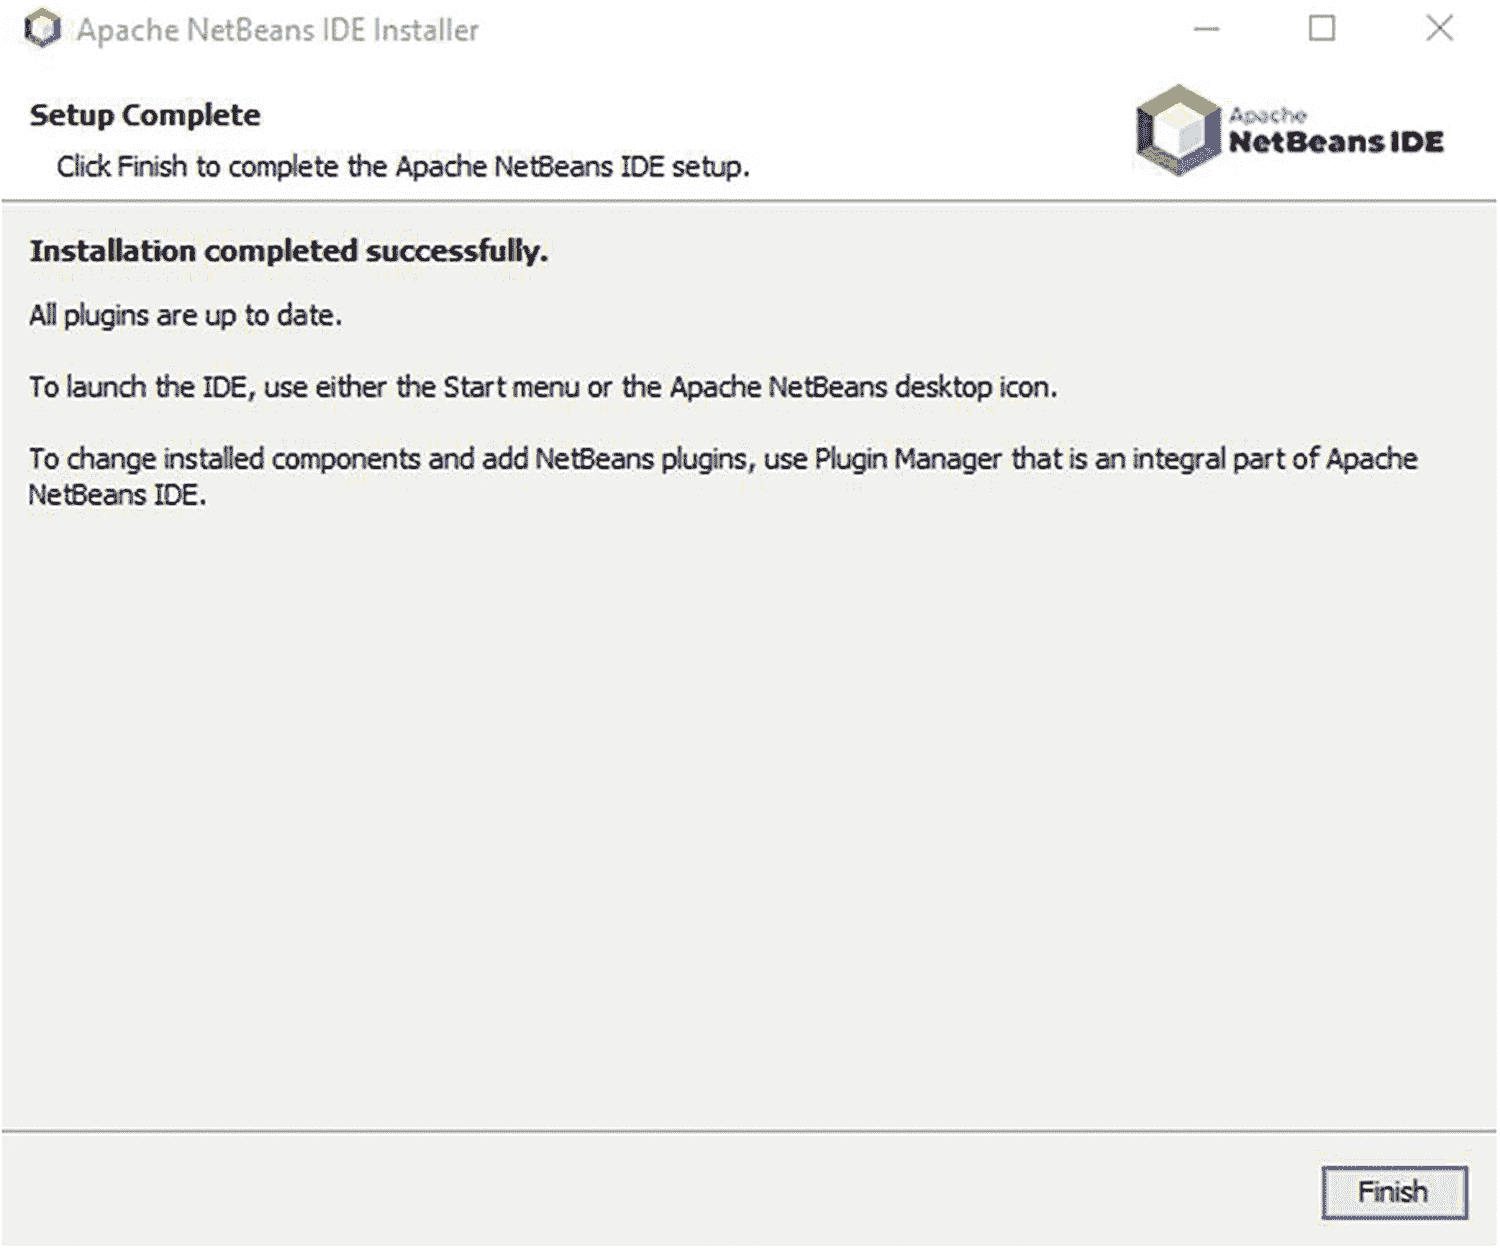 Apache NetBeans IDE Installer
Setup Complete
Click Finish to complete the Apache NetBeans IDE setup.
Apache
NetBeans IDE
Installation completed successfully.
All plugins are up to date.
To launch the IDE, use either the Start menu or the Apache NetBeans desktop icon.
To change installed components and add NetBeans plugins, use Plugin Manager that is an integral part of Apache
NetBeans IDE.
Finish